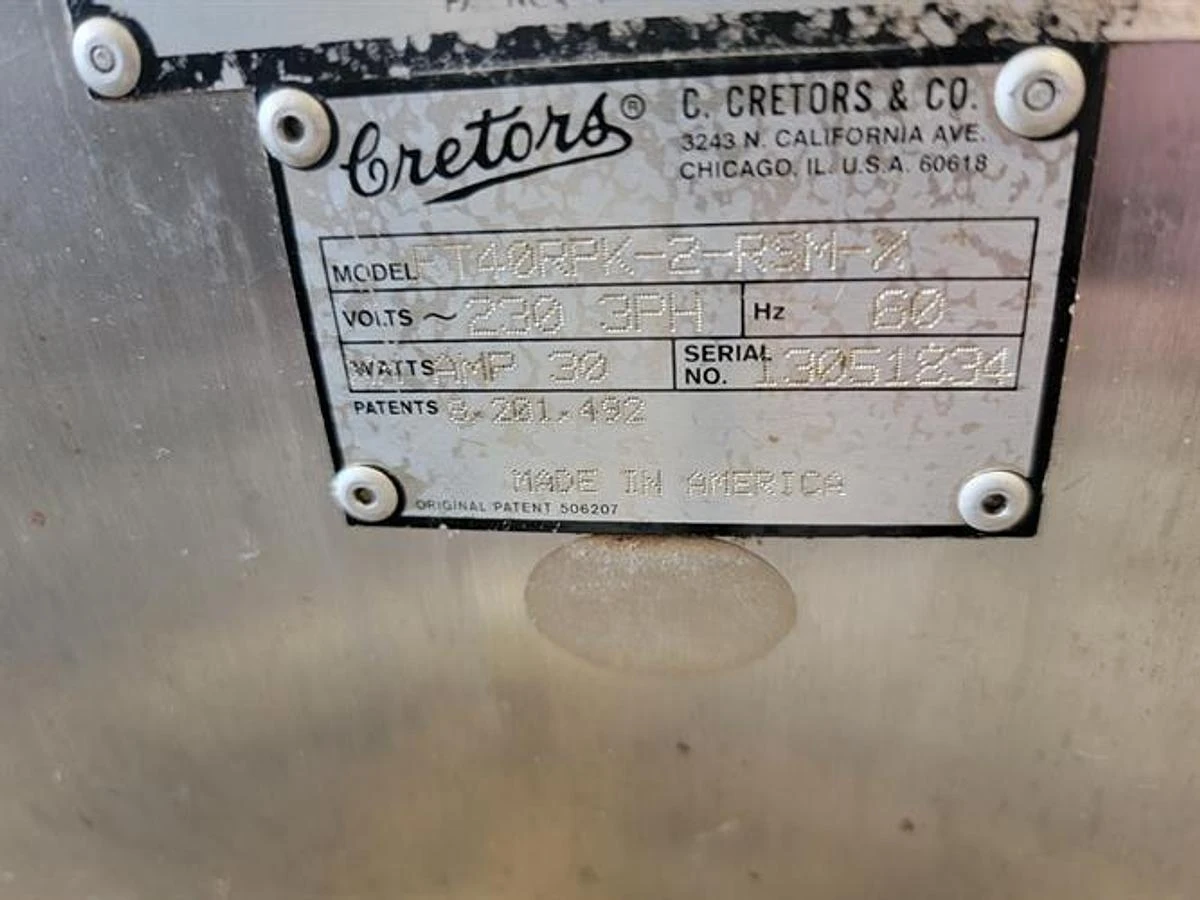 Cretors® C. CRETORS & CO.
3243 N. CALIFORNIA AVE.
CHICAGO, IL. U.S.A. 60618
MODEL FT40RPK-2-RSM-X
VOLTS ~ 230 3PH Hz 60
WATTS AMP 30 SERIAL NO. 13051834
PATENTS 8,201,492
MADE IN AMERICA
ORIGINAL PATENT 506207